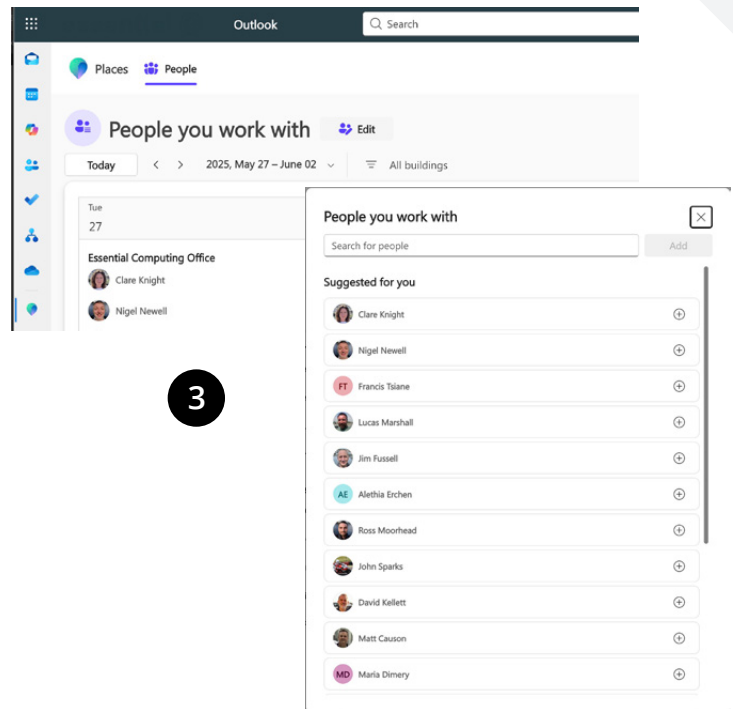 Outlook
Search
Places People
People you work with Edit
Today < > 2025, May 27 – June 02 All buildings
Tue
27
Essential Computing Office
Clare Knight
Nigel Newell
3
People you work with
Search for people Add
Suggested for you
Clare Knight
Nigel Newell
FT Francis Tsiane
Lucas Marshall
Jim Fussell
AE Alethia Erchen
Ross Moorhead
John Sparks
David Kellett
Matt Causon
MD Maria Dimery